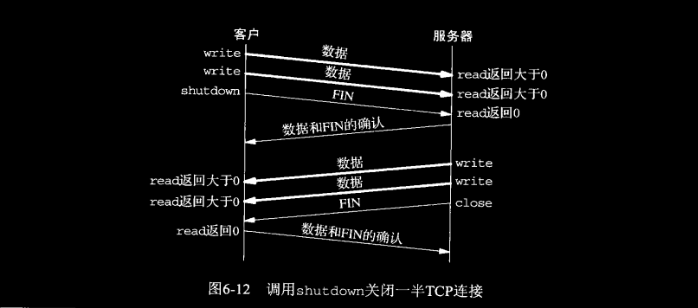 客户 服务器
write 数据 read返回大于0
write 数据 read返回大于0
shutdown FIN read返回0
数据和FIN的确认
数据 write
read返回大于0 数据 write
read返回大于0 FIN close
read返回0 数据和FIN的确认
图6-12 调用shutdown关闭一半TCP连接